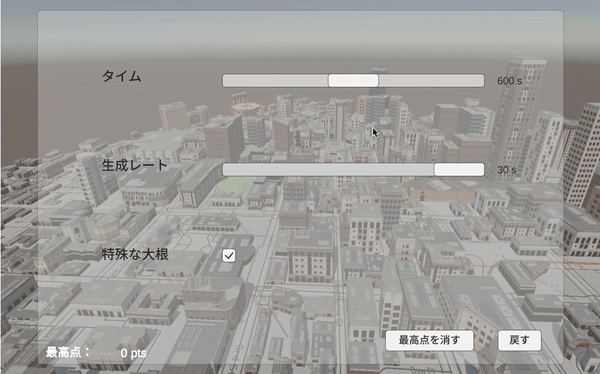 タイム
600 s
生成レート
30 s
特殊な大根
最高点を消す
戻す
最高点：
0 pts